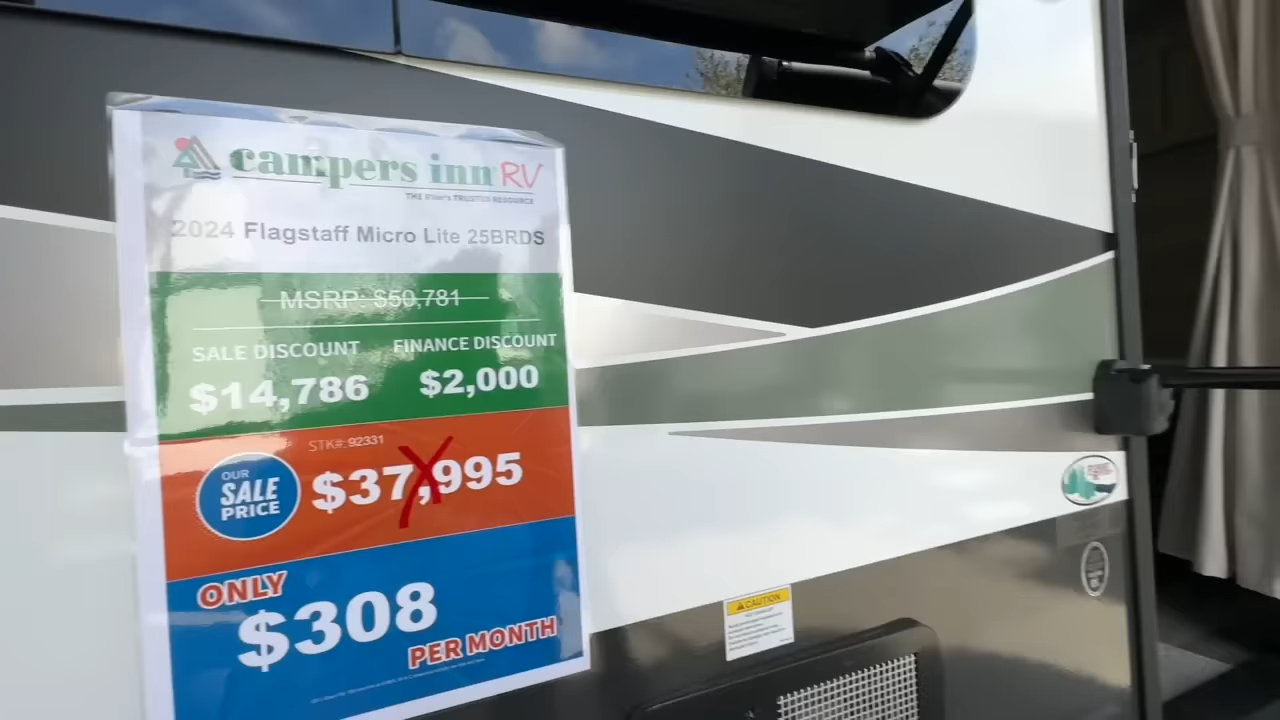 campers inn RV
THE RVer's TRUSTED RESOURCE
2024 Flagstaff Micro Lite 25BRDS
MSRP: $50,781
SALE DISCOUNT FINANCE DISCOUNT
$14,786 $2,000
STK#: 92331
OUR
SALE
PRICE
$37,995
ONLY
$308
PER MONTH
CAUTION